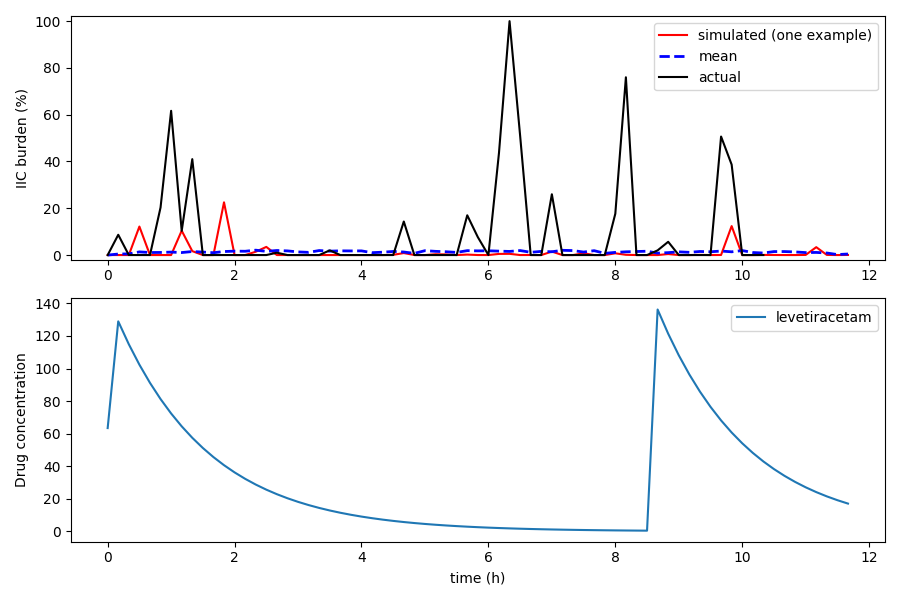 100
80
60
40
20
0
IIC burden (%)
simulated (one example)
mean
actual
0 2 4 6 8 10 12
140
120
100
80
60
40
20
0
Drug concentration
levetiracetam
0 2 4 6 8 10 12
time (h)